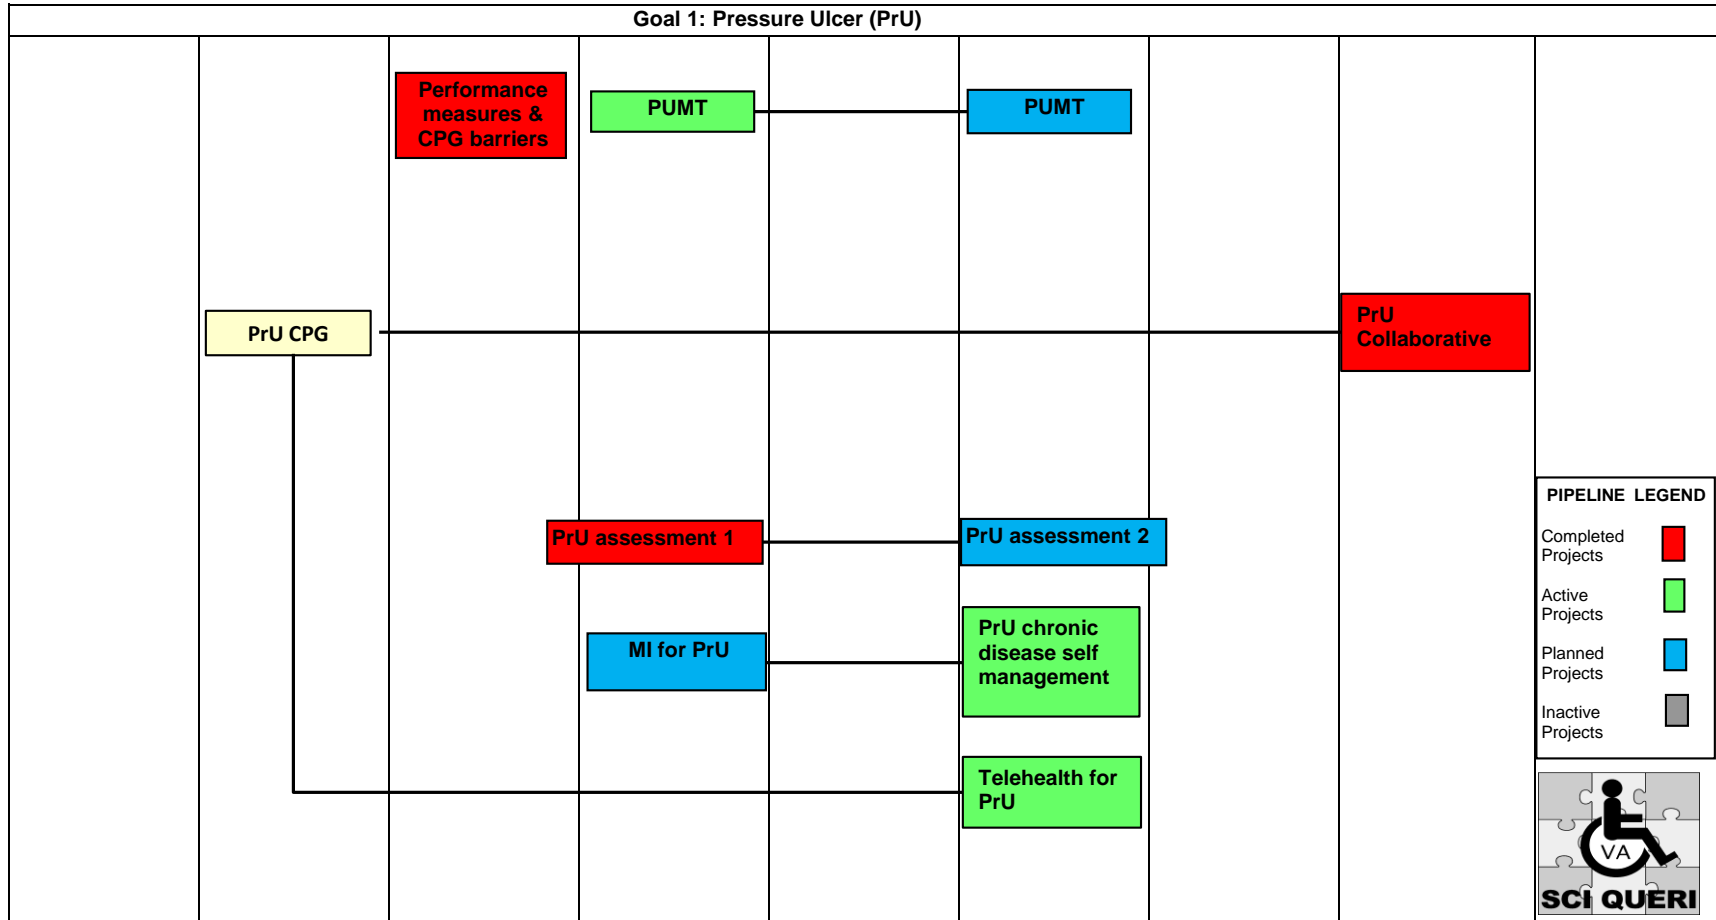 Goal 1: Pressure Ulcer (PrU)
Performance
measures &
CPG barriers
PUMT
PUMT
PrU CPG
PrU
Collaborative
PrU assessment 1
PrU assessment 2
MI for PrU
PrU chronic
disease self
management
Telehealth for
PrU
PIPELINE LEGEND
Completed
Projects
Active
Projects
Planned
Projects
Inactive
Projects
VA
SCI QUERI